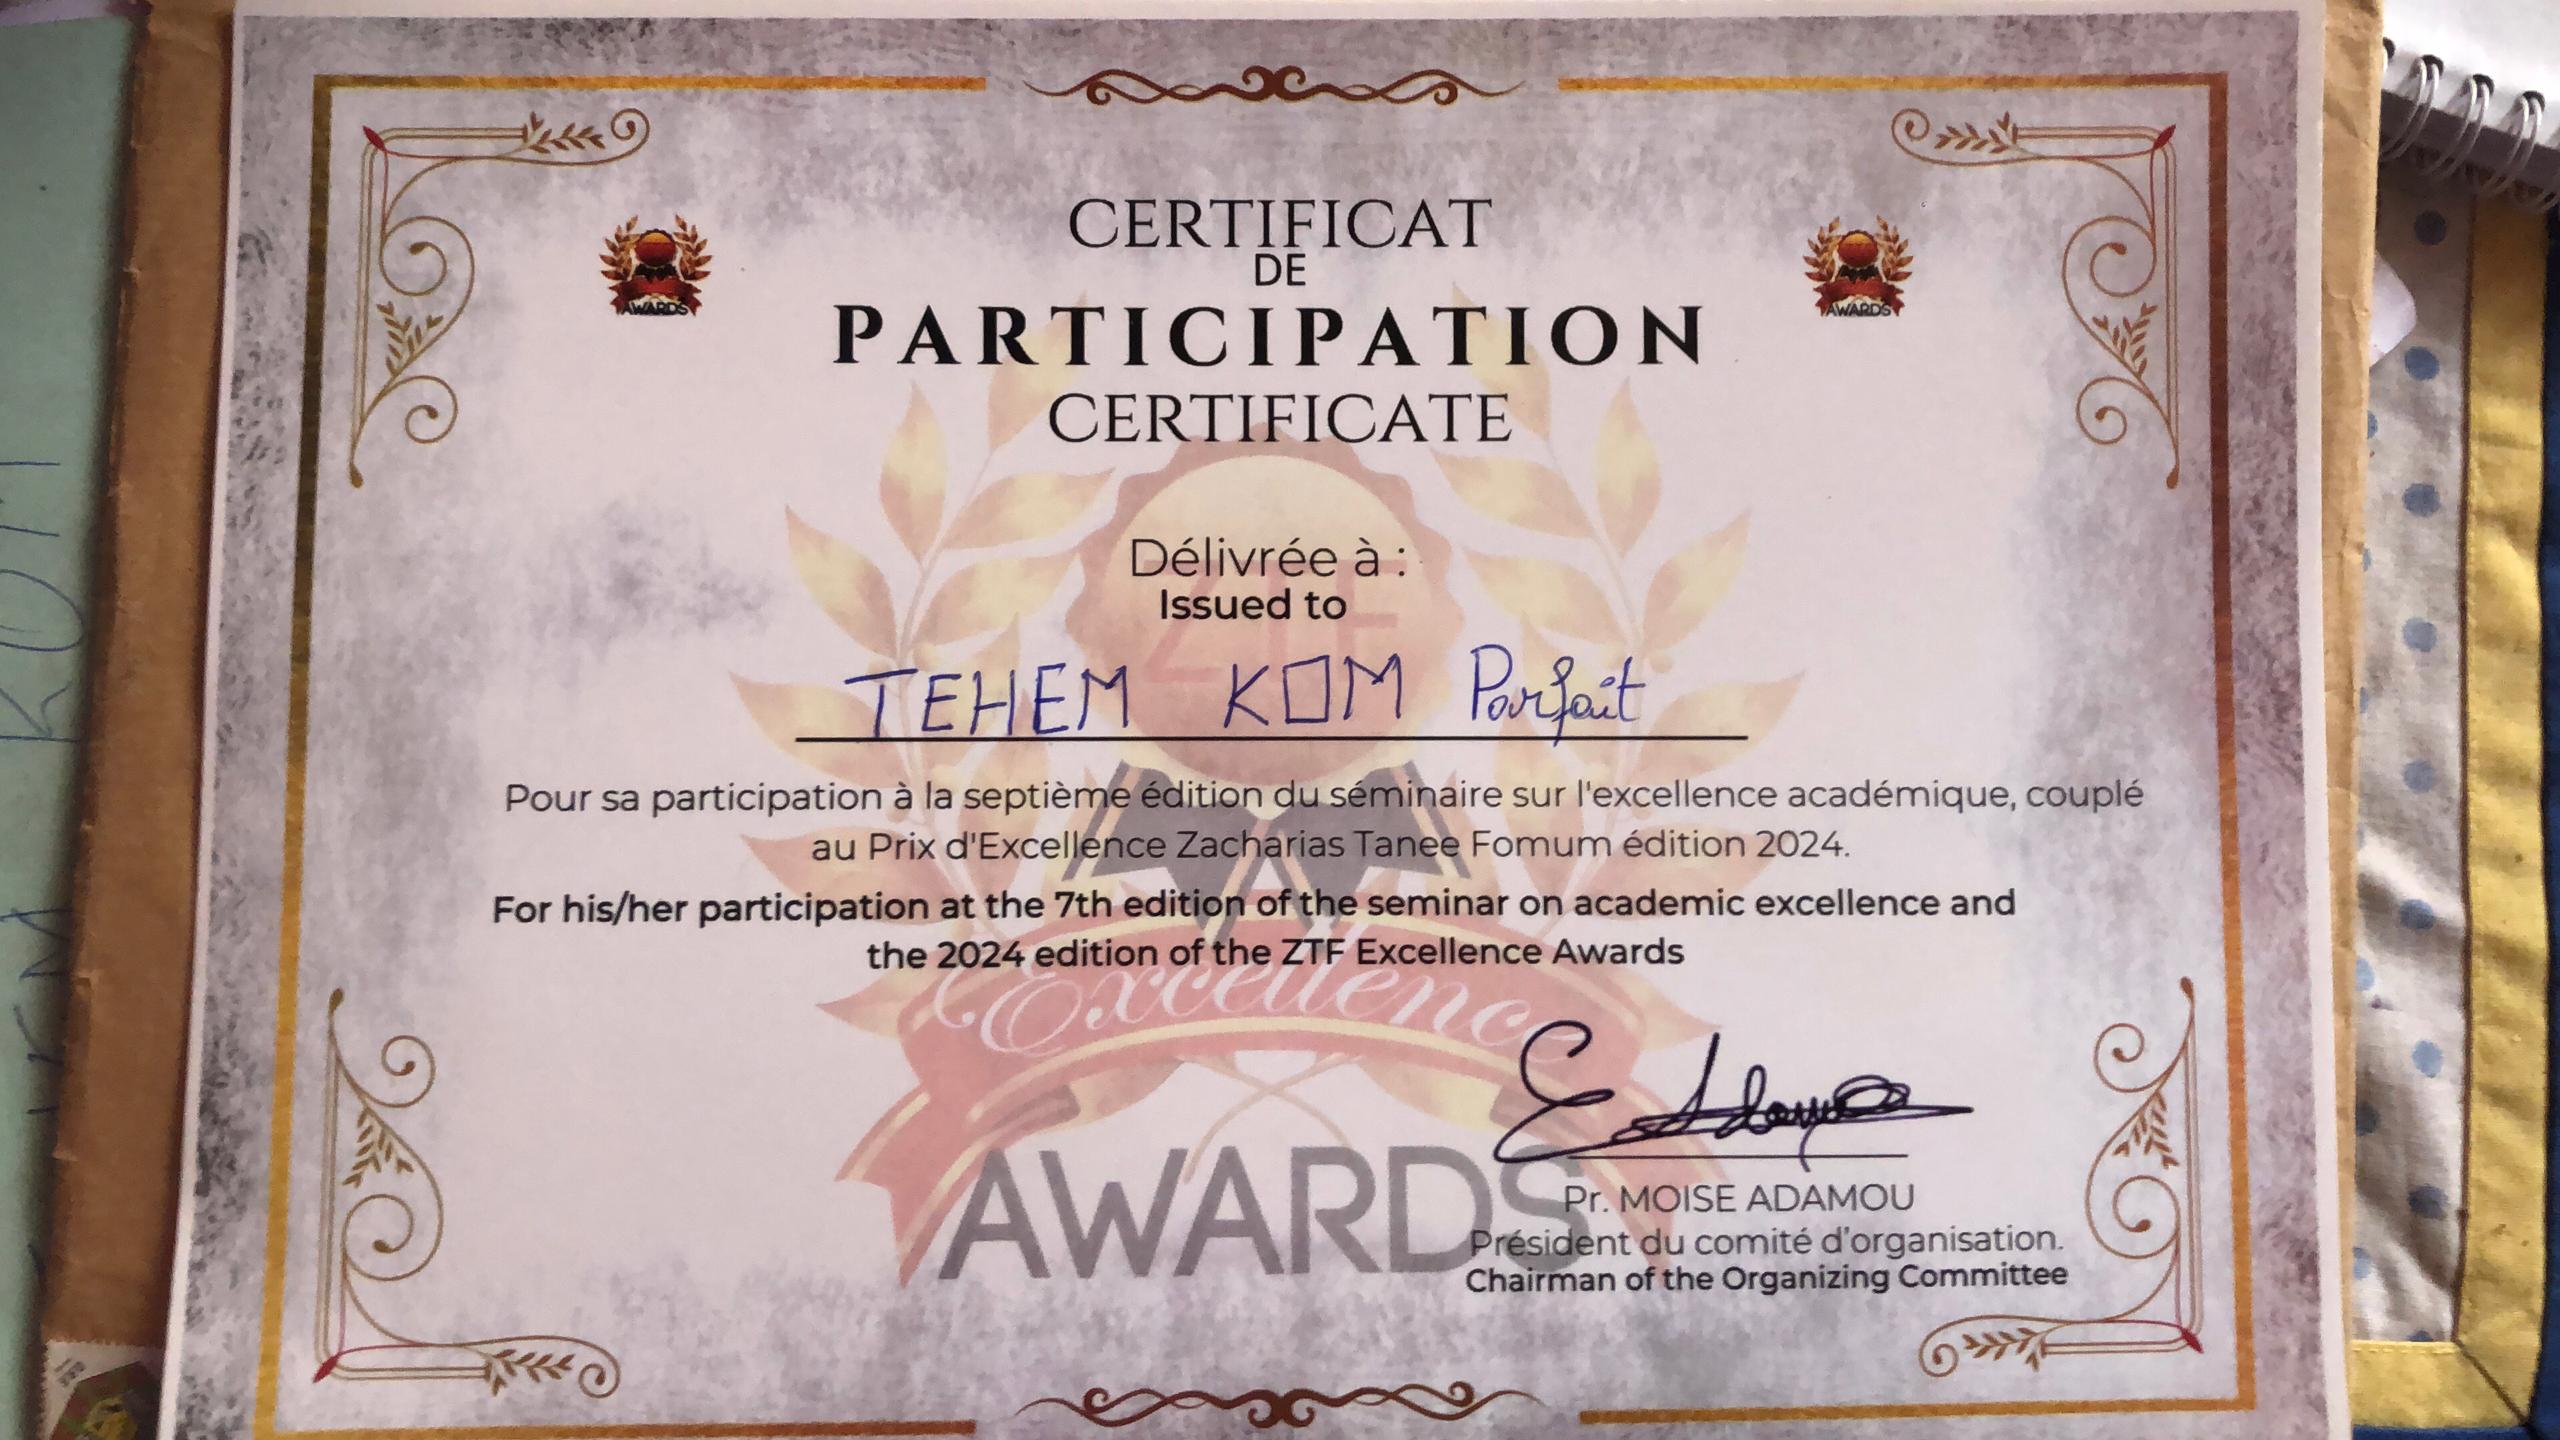 CERTIFICAT
DE
PARTICIPATION
CERTIFICATE
AWARDS
AWARDS
Délivrée à :
Issued to
ZTF
TEHEM KOM Parfait
Pour sa participation à la septième édition du séminaire sur l'excellence académique, couplé
au Prix d'Excellence Zacharias Tanee Fomum édition 2024.
For his/her participation at the 7th edition of the seminar on academic excellence and
the 2024 edition of the ZTF Excellence Awards
Excellence
AWARDS
Pr. MOISE ADAMOU
Président du comité d'organisation.
Chairman of the Organizing Committee
KOM